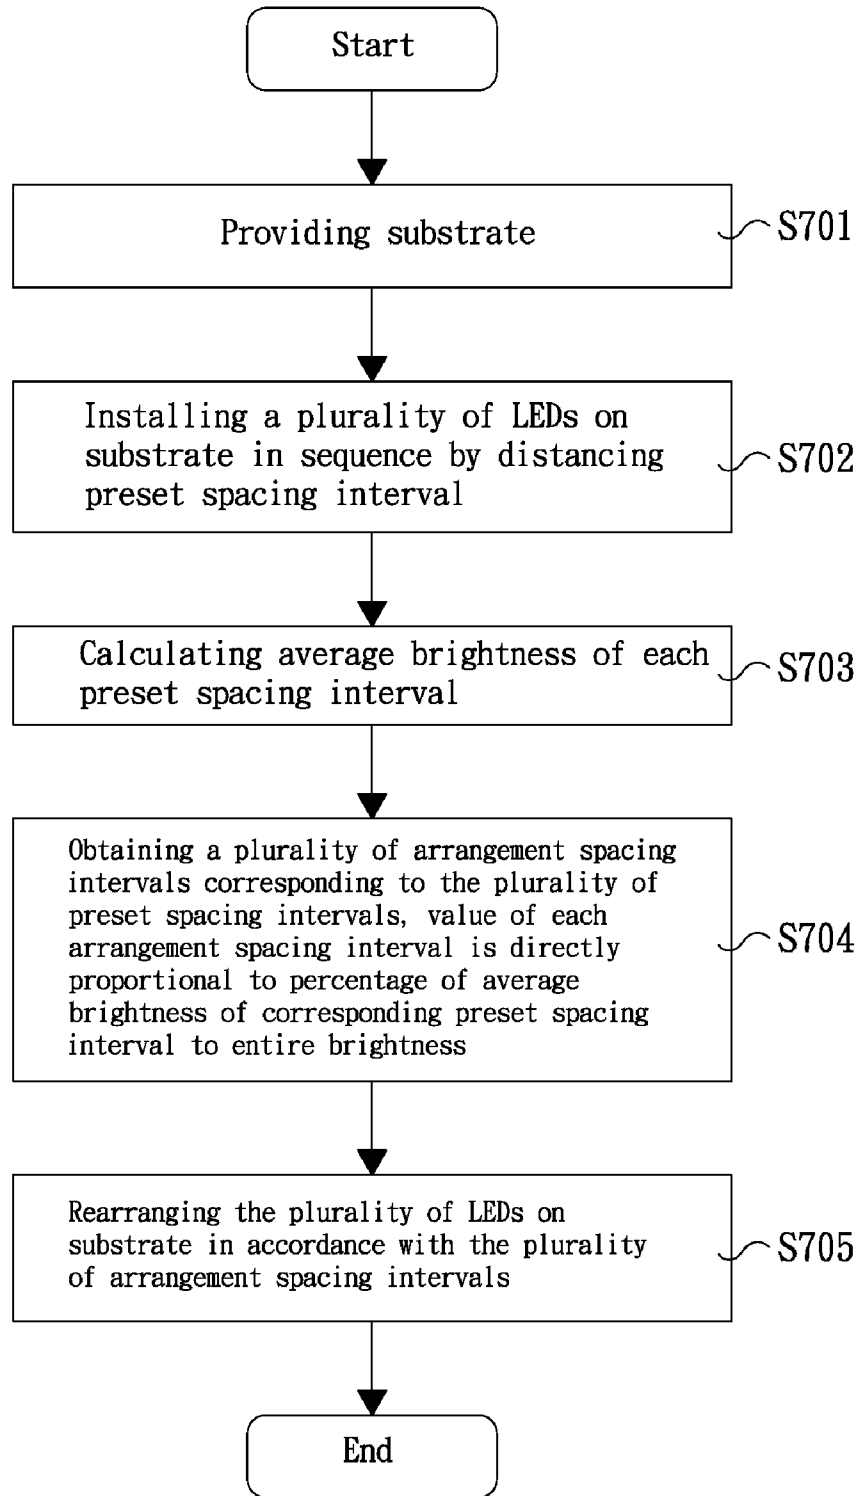 Start
Providing substrate
S701
Installing a plurality of LEDs on
substrate in sequence by distancing
preset spacing interval
S702
Calculating average brightness of each
preset spacing interval
S703
Obtaining a plurality of arrangement spacing
intervals corresponding to the plurality of
preset spacing intervals, value of each
arrangement spacing interval is directly
proportional to percentage of average
brightness of corresponding preset spacing
interval to entire brightness
S704
Rearranging the plurality of LEDs on
substrate in accordance with the plurality
of arrangement spacing intervals
S705
End